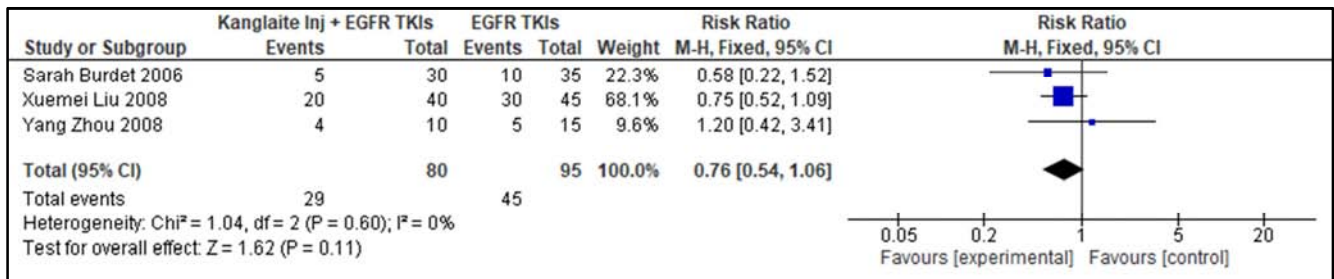 Kanglaite Inj + EGFR TKIs EGFR TKIs Risk Ratio Risk Ratio
Study or Subgroup Events Total Events Total Weight M-H, Fixed, 95% CI M-H, Fixed, 95% CI
Sarah Burdet 2006 5 30 10 35 22.3% 0.58 [0.22, 1.52]
Xuemei Liu 2008 20 40 30 45 68.1% 0.75 [0.52, 1.09]
Yang Zhou 2008 4 10 5 15 9.6% 1.20 [0.42, 3.41]
Total (95% CI) 80 95 100.0% 0.76 [0.54, 1.06]
Total events 29 45
Heterogeneity: Chi² = 1.04, df = 2 (P = 0.60); I² = 0%
Test for overall effect: Z = 1.62 (P = 0.11)
0.05 0.2 1 5 20
Favours [experimental] Favours [control]